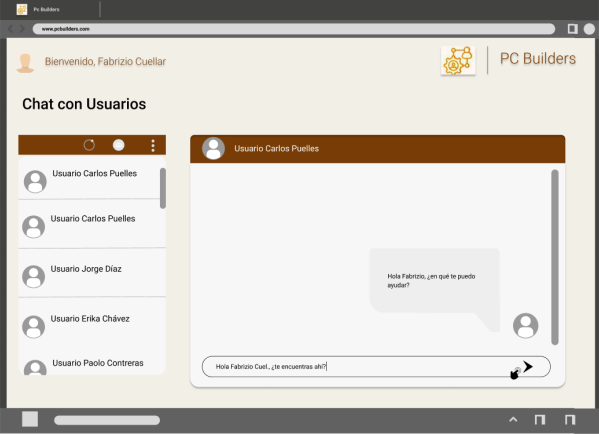 Pc Builders
www.pcbuilders.com
Bienvenido, Fabrizio Cuellar
PC Builders
Chat con Usuarios
Usuario Carlos Puelles
Usuario Carlos Puelles
Usuario Jorge Díaz
Usuario Erika Chávez
Usuario Paolo Contreras
Usuario Carlos Puelles
Hola Fabrizio, ¿en qué te puedo
ayudar?
Hola Fabrizio Cuel., ¿te encuentras ahí?